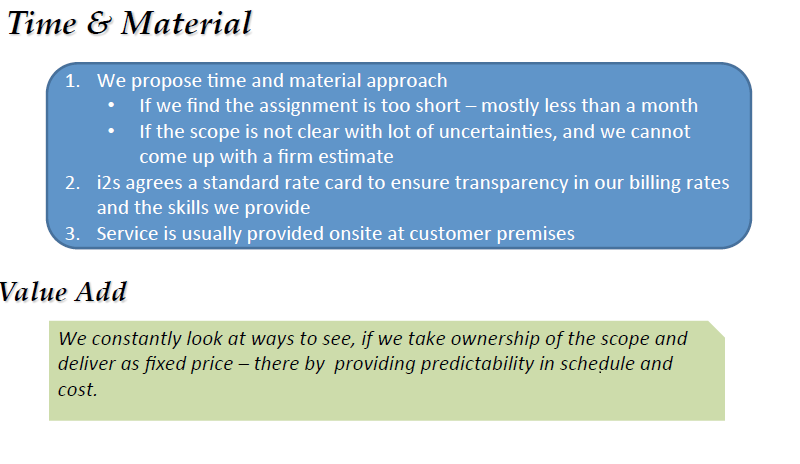 Time & Material
1. We propose time and material approach
• If we find the assignment is too short – mostly less than a month
• If the scope is not clear with lot of uncertainties, and we cannot
come up with a firm estimate
2. i2s agrees a standard rate card to ensure transparency in our billing rates
and the skills we provide
3. Service is usually provided onsite at customer premises
Value Add
We constantly look at ways to see, if we take ownership of the scope and
deliver as fixed price – there by  providing predictability in schedule and
cost.